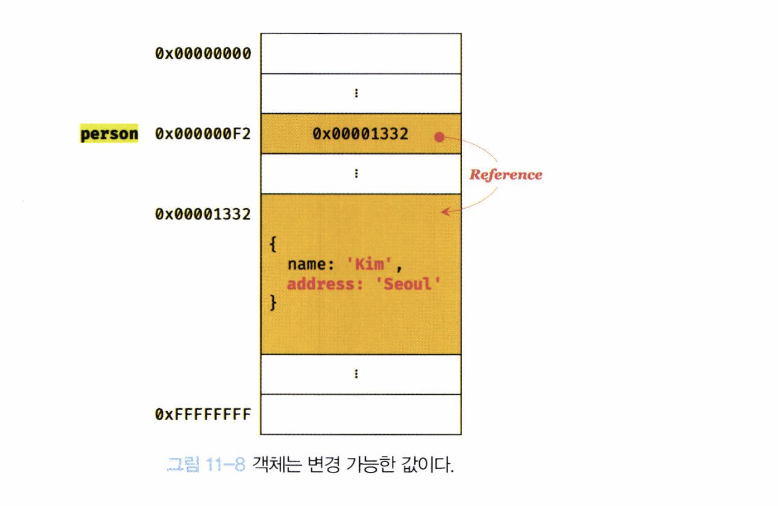 0x00000000
⋮
person 0x000000F2 0x00001332
⋮
Reference
0x00001332
{
name: 'Kim',
address: 'Seoul'
}
⋮
0xFFFFFFFF
그림 11-8 객체는 변경 가능한 값이다.